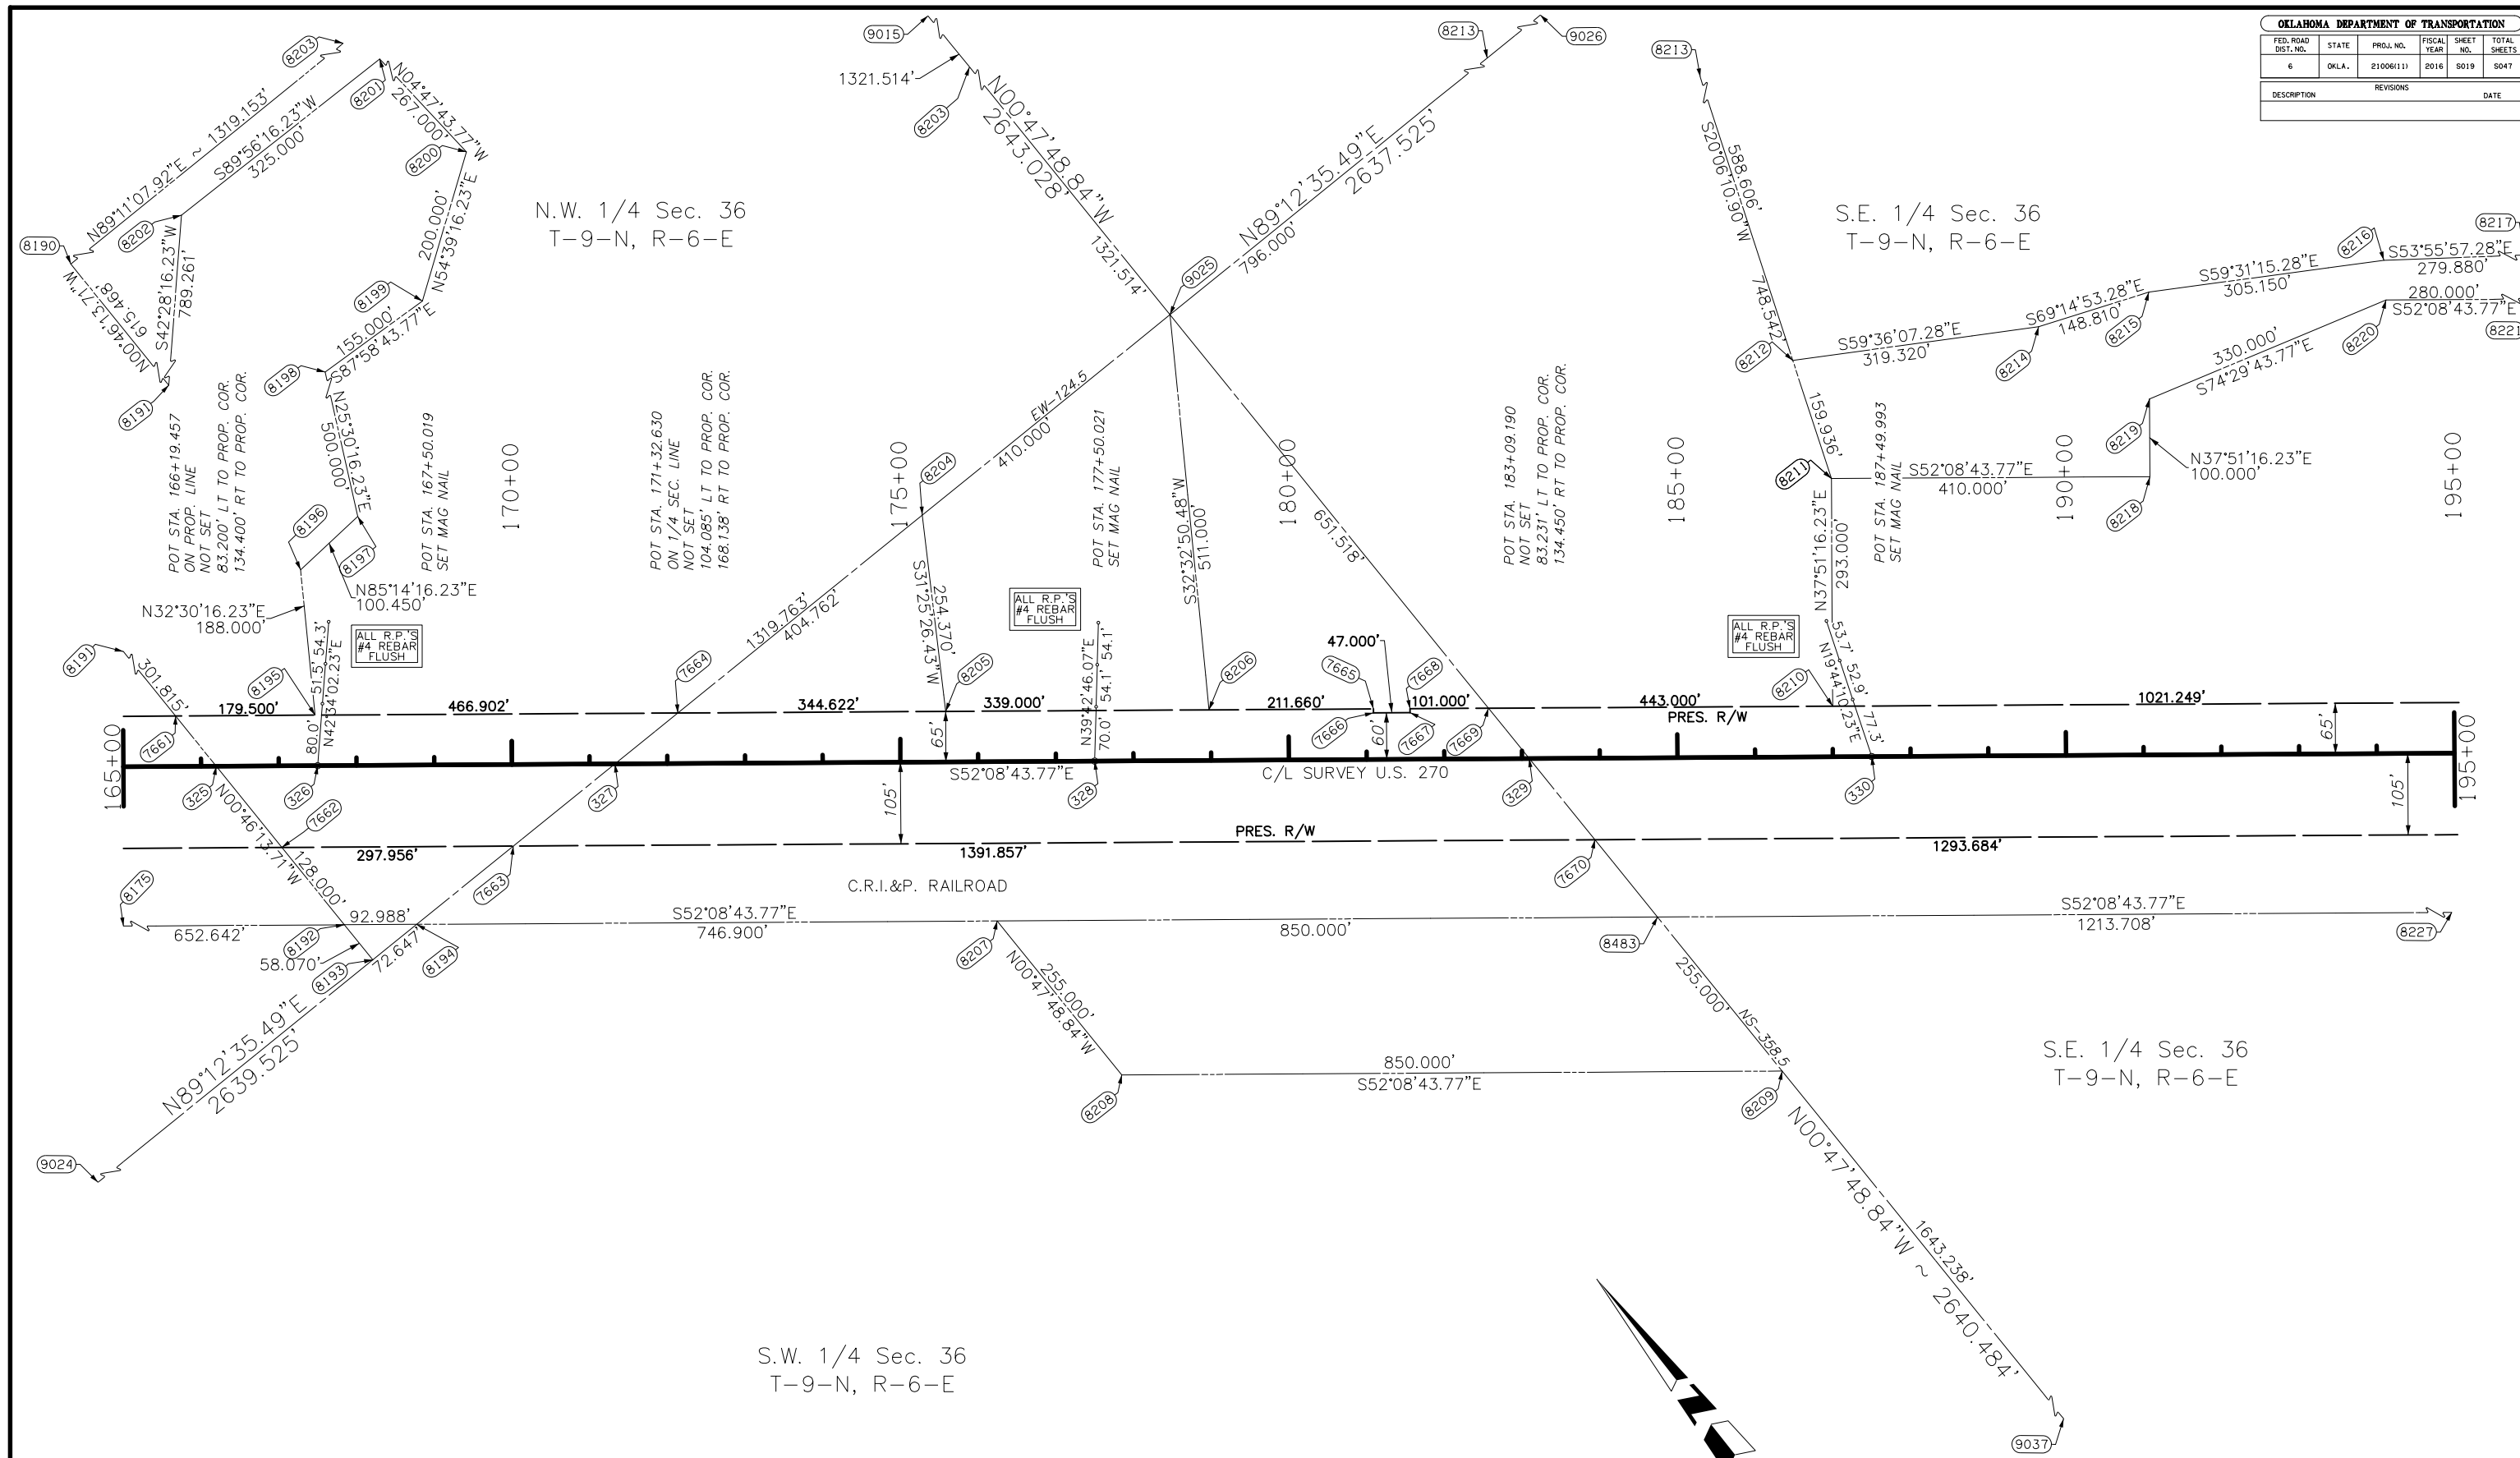 OKLAHOMA DEPARTMENT OF TRANSPORTATION
FED. ROAD DIST. NO.
STATE
PROJ. NO.
FISCAL YEAR
SHEET NO.
TOTAL SHEETS
6
OKLA.
21006(11)
2016
S019
S047
REVISIONS
DESCRIPTION
DATE
8203
8201
N89°11'07.92"E ~ 1319.153'
S89°56'16.23"W
325.000'
N04°47'43.77"W
267.000'
8200
8202
8190
N00°46'13.71"W
615.468'
S42°28'16.23"W
789.261'
200.000'
N54°39'16.23"E
8199
155.000'
S87°58'43.77"E
8198
8191
N25°30'16.23"E
500.000'
8196
8197
N85°14'16.23"E
100.450'
N32°30'16.23"E
188.000'
N.W. 1/4 Sec. 36
T-9-N, R-6-E
9015
1321.514'
8203
N00°47'48.84"W
2643.028'
1321.514'
8213
9026
N89°12'35.49"E
2637.525'
796.000'
9025
8213
588.606'
S20°06'10.90"W
748.542'
S.E. 1/4 Sec. 36
T-9-N, R-6-E
8217
8216
S53°55'57.28"E
279.880'
S59°31'15.28"E
305.150'
280.000'
S52°08'43.77"E
8221
S69°14'53.28"E
148.810'
8215
8220
S59°36'07.28"E
319.320'
8212
8214
330.000'
S74°29'43.77"E
159.936'
8219
N37°51'16.23"E
100.000'
8211
S52°08'43.77"E
410.000'
8218
N37°51'16.23"E
293.000'
POT STA. 166+19.457
ON PROP. LINE
NOT SET
83.200' LT TO PROP. COR.
134.400' RT TO PROP. COR.
POT STA. 167+50.019
SET MAG NAIL
170+00
POT STA. 171+32.630
ON 1/4 SEC. LINE
NOT SET
104.085' LT TO PROP. COR.
168.138' RT TO PROP. COR.
175+00
EW-124.5
410.000'
8204
POT STA. 177+50.021
SET MAG NAIL
S32°32'50.48"W
511.000'
180+00
651.518'
POT STA. 183+09.190
NOT SET
83.231' LT TO PROP. COR.
134.450' RT TO PROP. COR.
185+00
POT STA. 187+49.993
SET MAG NAIL
190+00
195+00
ALL R.P.'S
#4 REBAR
FLUSH
ALL R.P.'S
#4 REBAR
FLUSH
ALL R.P.'S
#4 REBAR
FLUSH
8191
301.815'
8195
80.0' 51.5' 54.3'
N42°34'02.23"E
7664
1319.763'
404.762'
254.370'
S31°25'26.43"W
8205
N39°42'46.07"E
70.0' 54.1' 54.1'
8206
47.000'
7665
7668
8210
53.7' 52.9' 77.3'
N19°44'10.23"E
179.500'
466.902'
344.622'
339.000'
211.660'
101.000'
443.000'
1021.249'
PRES. R/W
7661
65'
7666
60'
7667
7669
65'
165+00
195+00
S52°08'43.77"E
C/L SURVEY U.S. 270
325
326
327
328
329
330
N00°46'13.71"W
7662
105'
105'
PRES. R/W
297.956'
1391.857'
1293.684'
128.000'
7663
7670
8175
C.R.I.&P. RAILROAD
92.988'
S52°08'43.77"E
S52°08'43.77"E
652.642'
746.900'
850.000'
1213.708'
8192
58.070'
8193
72.647'
8194
8207
8483
8227
N00°47'48.84"W
255.000'
255.000'
NS-358.5
N89°12'35.49"E
2639.525'
850.000'
S52°08'43.77"E
8208
8209
S.E. 1/4 Sec. 36
T-9-N, R-6-E
9024
N00°47'48.84"W ~ 2640.484'
1643.238'
S.W. 1/4 Sec. 36
T-9-N, R-6-E
N
9037